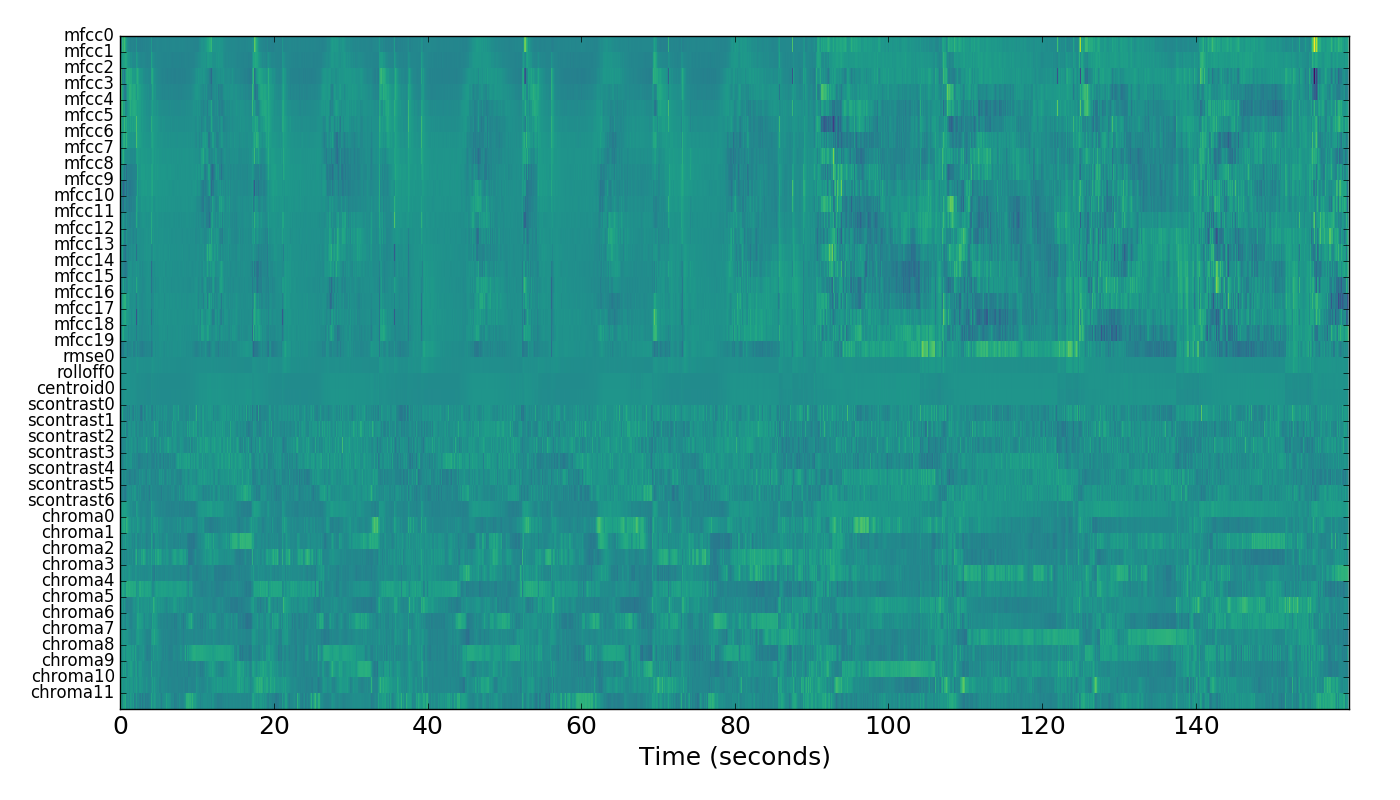 mfcc0
mfcc1
mfcc2
mfcc3
mfcc4
mfcc5
mfcc6
mfcc7
mfcc8
mfcc9
mfcc10
mfcc11
mfcc12
mfcc13
mfcc14
mfcc15
mfcc16
mfcc17
mfcc18
mfcc19
rmse0
rolloff0
centroid0
scontrast0
scontrast1
scontrast2
scontrast3
scontrast4
scontrast5
scontrast6
chroma0
chroma1
chroma2
chroma3
chroma4
chroma5
chroma6
chroma7
chroma8
chroma9
chroma10
chroma11
0 20 40 60 80 100 120 140
Time (seconds)